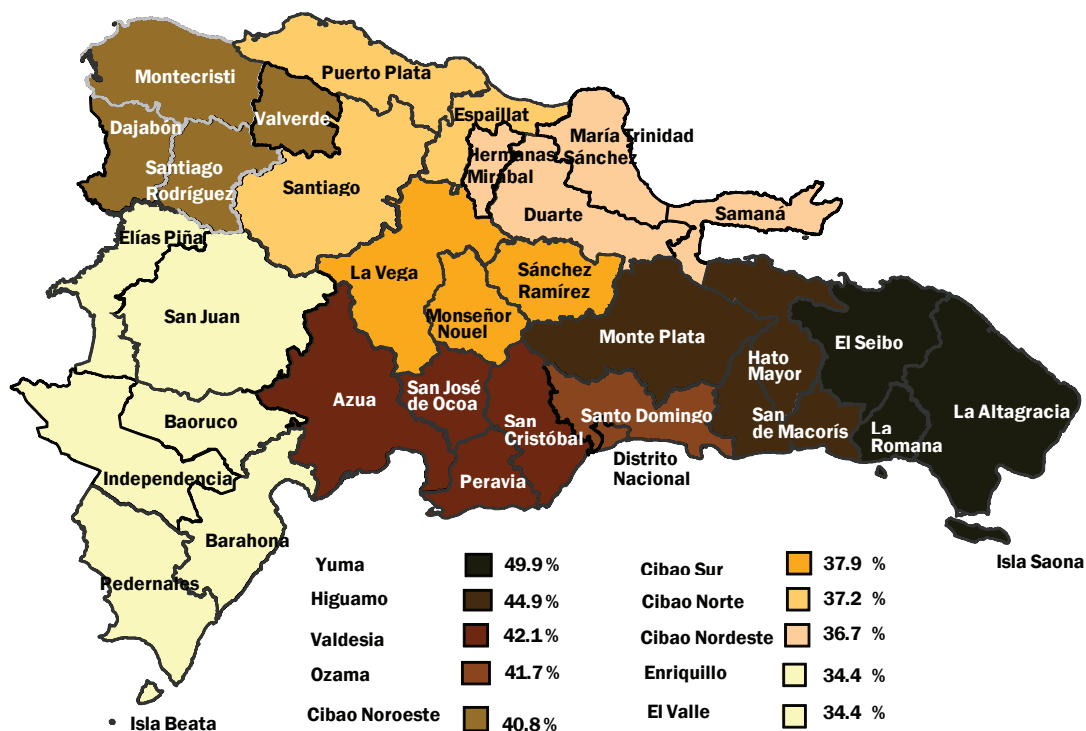 Montecristi
Puerto Plata
Dajabón
Valverde
Espaillat
María Trinidad
Sánchez
Santiago
Rodríguez
Santiago
Hermanas
Mirabal
Duarte
Samaná
Elías Piña
La Vega
Sánchez
Ramírez
San Juan
Monseñor
Nouel
Monte Plata
El Seibo
Hato
Mayor
Azua
San José
de Ocoa
Baoruco
San
Cristóbal
Santo Domingo
San
de Macorís
La
Romana
La Altagracia
Distrito
Nacional
Independencia
Peravia
Barahona
Pedernales
Isla Saona
Isla Beata
Yuma 49.9 %
Higuamo 44.9 %
Valdesia 42.1 %
Ozama 41.7 %
Cibao Noroeste 40.8 %
Cibao Sur 37.9 %
Cibao Norte 37.2 %
Cibao Nordeste 36.7 %
Enriquillo 34.4 %
El Valle 34.4 %